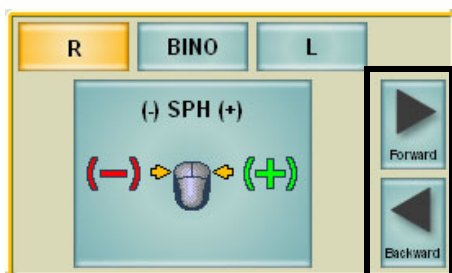 R BINO L
(-) SPH (+)
(-) (+)
Forward
Backward